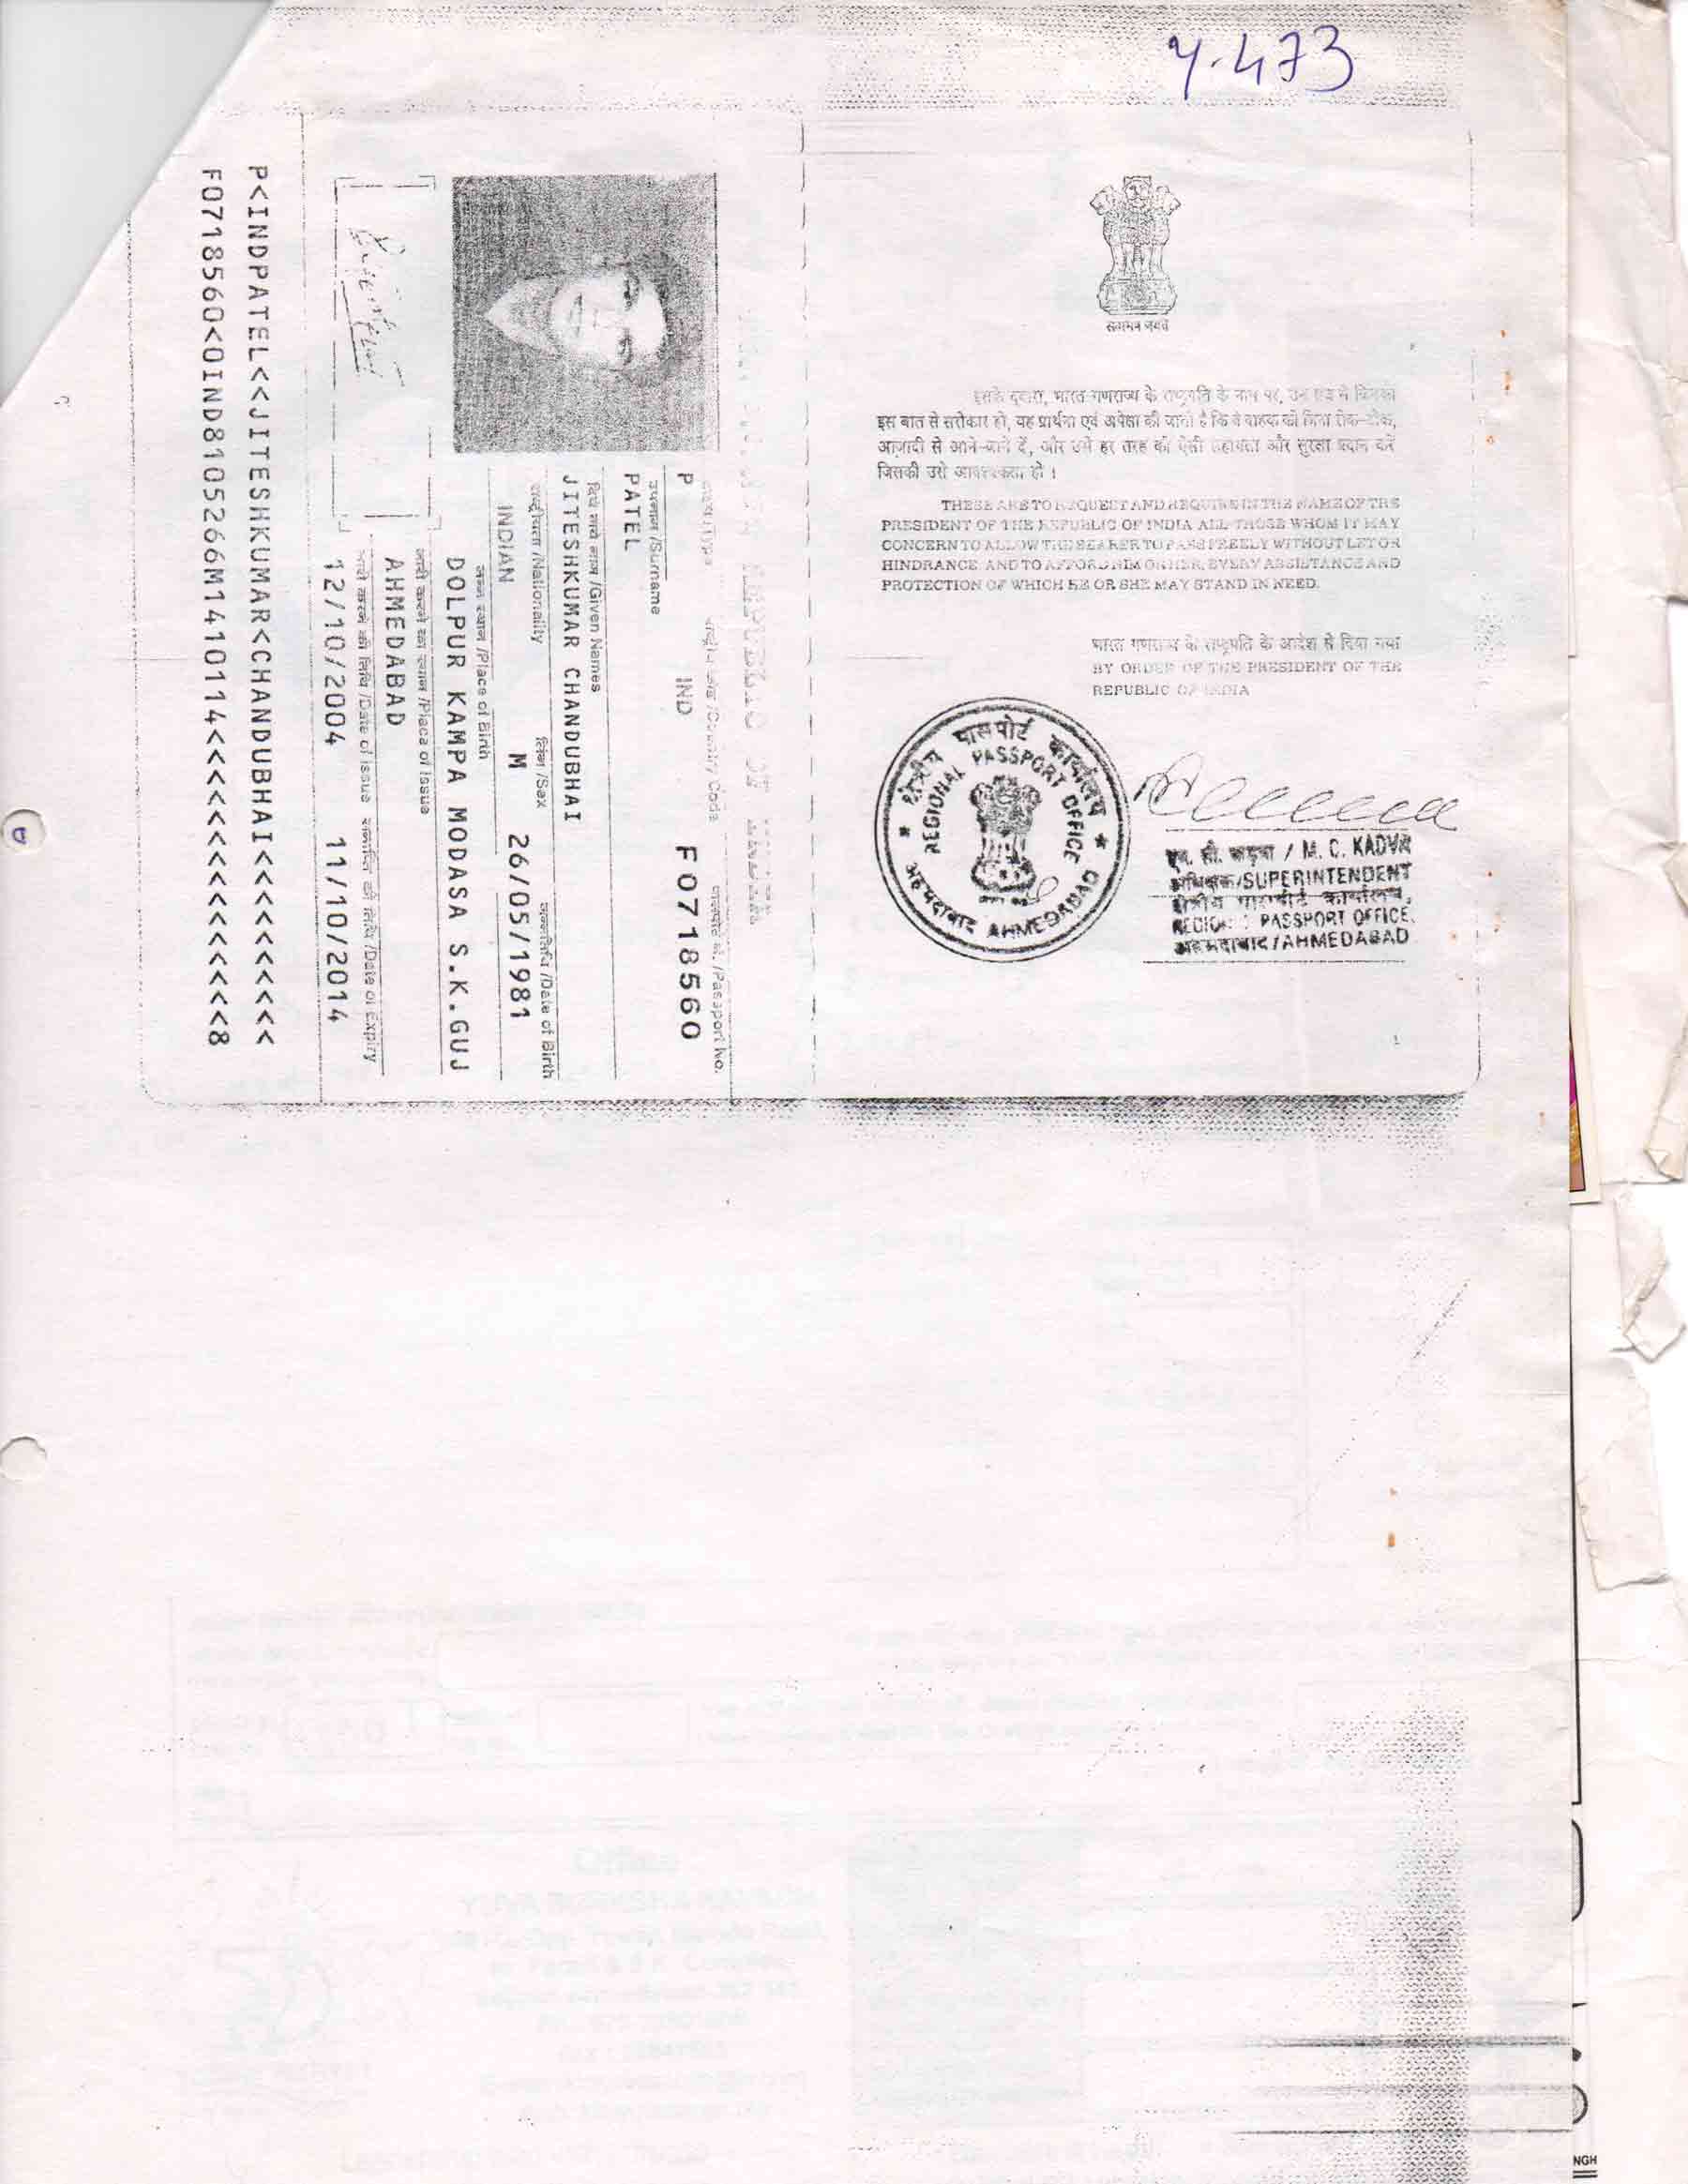 NGH
4.473
सत्यमेव जयते
इसके द्वारा, भारत गणराज्य के राष्ट्रपति के नाम पर, उन सब से जिनका
इस बात से सरोकार हो, यह प्रार्थना एवं अपेक्षा की जाती है कि वे वाहक को बिना रोक-टोक,
आज़ादी से आने-जाने दें, और उसे हर तरह की ऐसी सहायता और सुरक्षा प्रदान करें
जिसकी उसे आवश्यकता हो।
THESE ARE TO REQUEST AND REQUIRE IN THE NAME OF THE
PRESIDENT OF THE REPUBLIC OF INDIA ALL THOSE WHOM IT MAY
CONCERN TO ALLOW THE BEARER TO PASS FREELY WITHOUT LET OR
HINDRANCE AND TO AFFORD HIM OR HER, EVERY ASSISTANCE AND
PROTECTION OF WHICH HE OR SHE MAY STAND IN NEED.
भारत गणराज्य के राष्ट्रपति के आदेश से दिया गया
BY ORDER OF THE PRESIDENT OF THE
REPUBLIC OF INDIA
एम. सी. कडवा / M. C. KADVA
अधिक्षक/SUPERINTENDENT
क्षेत्रीय पासपोर्ट कार्यालय,
PASSPORT OFFICE,
अहमदाबाद/AHMEDABAD
क्षेत्रीय पासपोर्ट कार्यालय
REGIONAL PASSPORT OFFICE
अहमदाबाद AHMEDABAD
REPUBLIC OF INDIA
/Type राष्ट्रीय कोड /Country Code पासपोर्ट नं. /Passport No.
P IND F0718560
उपनाम /Surname
PATEL
दिये गये नाम /Given Names
JITESHKUMAR CHANDUBHAI
राष्ट्रीयता /Nationality लिंग /Sex जन्मतिथि /Date of Birth
INDIAN M 26/05/1981
जन्म स्थान /Place of Birth
DOLPUR KAMPA MODASA S.K.GUJ
जारी करने का स्थान /Place of Issue
AHMEDABAD
जारी करने की तिथि /Date of Issue समाप्ति की तिथि /Date of Expiry
12/10/2004 11/10/2014
P<INDPATEL<<JITESHKUMAR<CHANDUBHAI<<<<<<<<<<
F0718560<0IND8105266M1410114<<<<<<<<<<<<<<<8